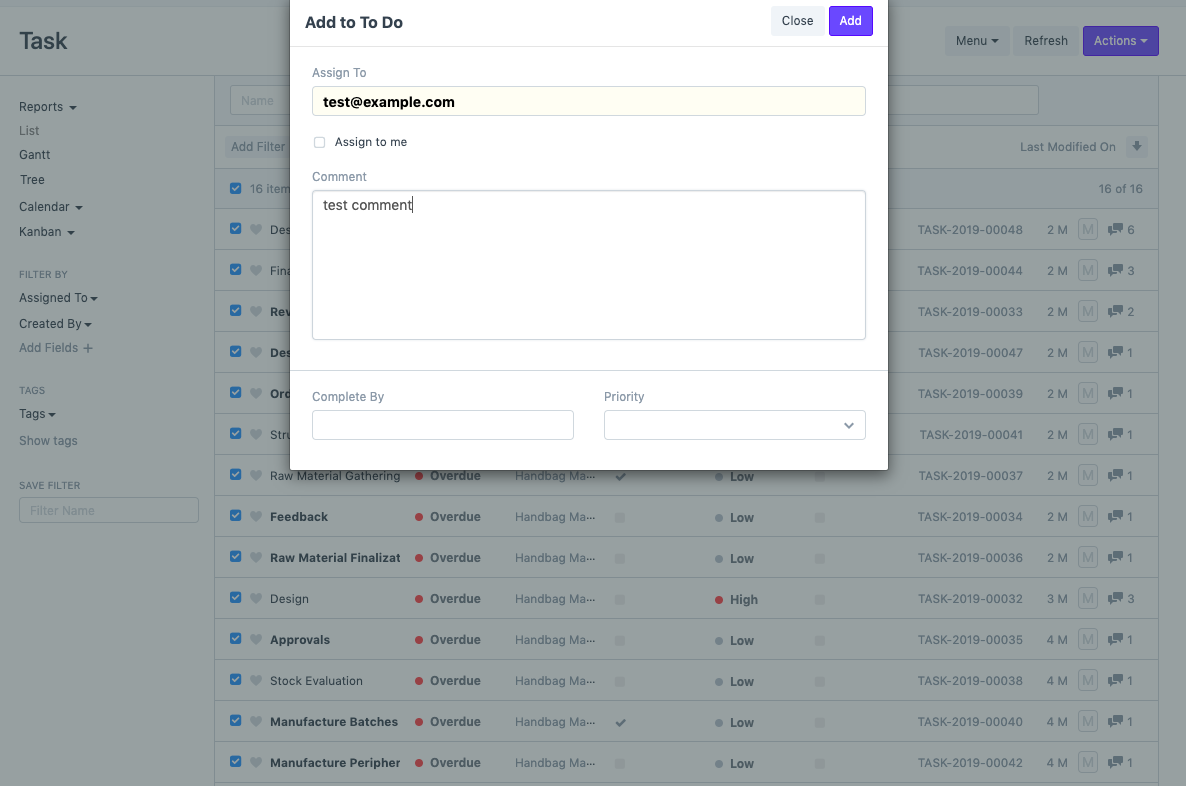 Add to To Do
Close
Add
Task
Menu
Refresh
Actions
Assign To
test@example.com
Assign to me
Comment
test comment
Complete By
Priority
Reports
List
Gantt
Tree
Calendar
Kanban
FILTER BY
Assigned To
Created By
Add Fields
TAGS
Tags
Show tags
SAVE FILTER
Filter Name
Name
Add Filter
Last Modified On
16 of 16
TASK-2019-00048 2 M M 6
TASK-2019-00044 2 M M 3
TASK-2019-00033 2 M M 2
TASK-2019-00047 2 M M 1
TASK-2019-00039 2 M M 1
TASK-2019-00041 2 M M 1
Raw Material Gathering Overdue Handbag Ma... Low TASK-2019-00037 2 M M 1
Feedback Overdue Handbag Ma... Low TASK-2019-00034 2 M M 1
Raw Material Finalizat Overdue Handbag Ma... Low TASK-2019-00036 2 M M 1
Design Overdue Handbag Ma... High TASK-2019-00032 3 M M 3
Approvals Overdue Handbag Ma... Low TASK-2019-00035 4 M M 1
Stock Evaluation Overdue Handbag Ma... Low TASK-2019-00038 4 M M 1
Manufacture Batches Overdue Handbag Ma... Low TASK-2019-00040 4 M M 1
Manufacture Peripher Overdue Handbag Ma... Low TASK-2019-00042 4 M M 1